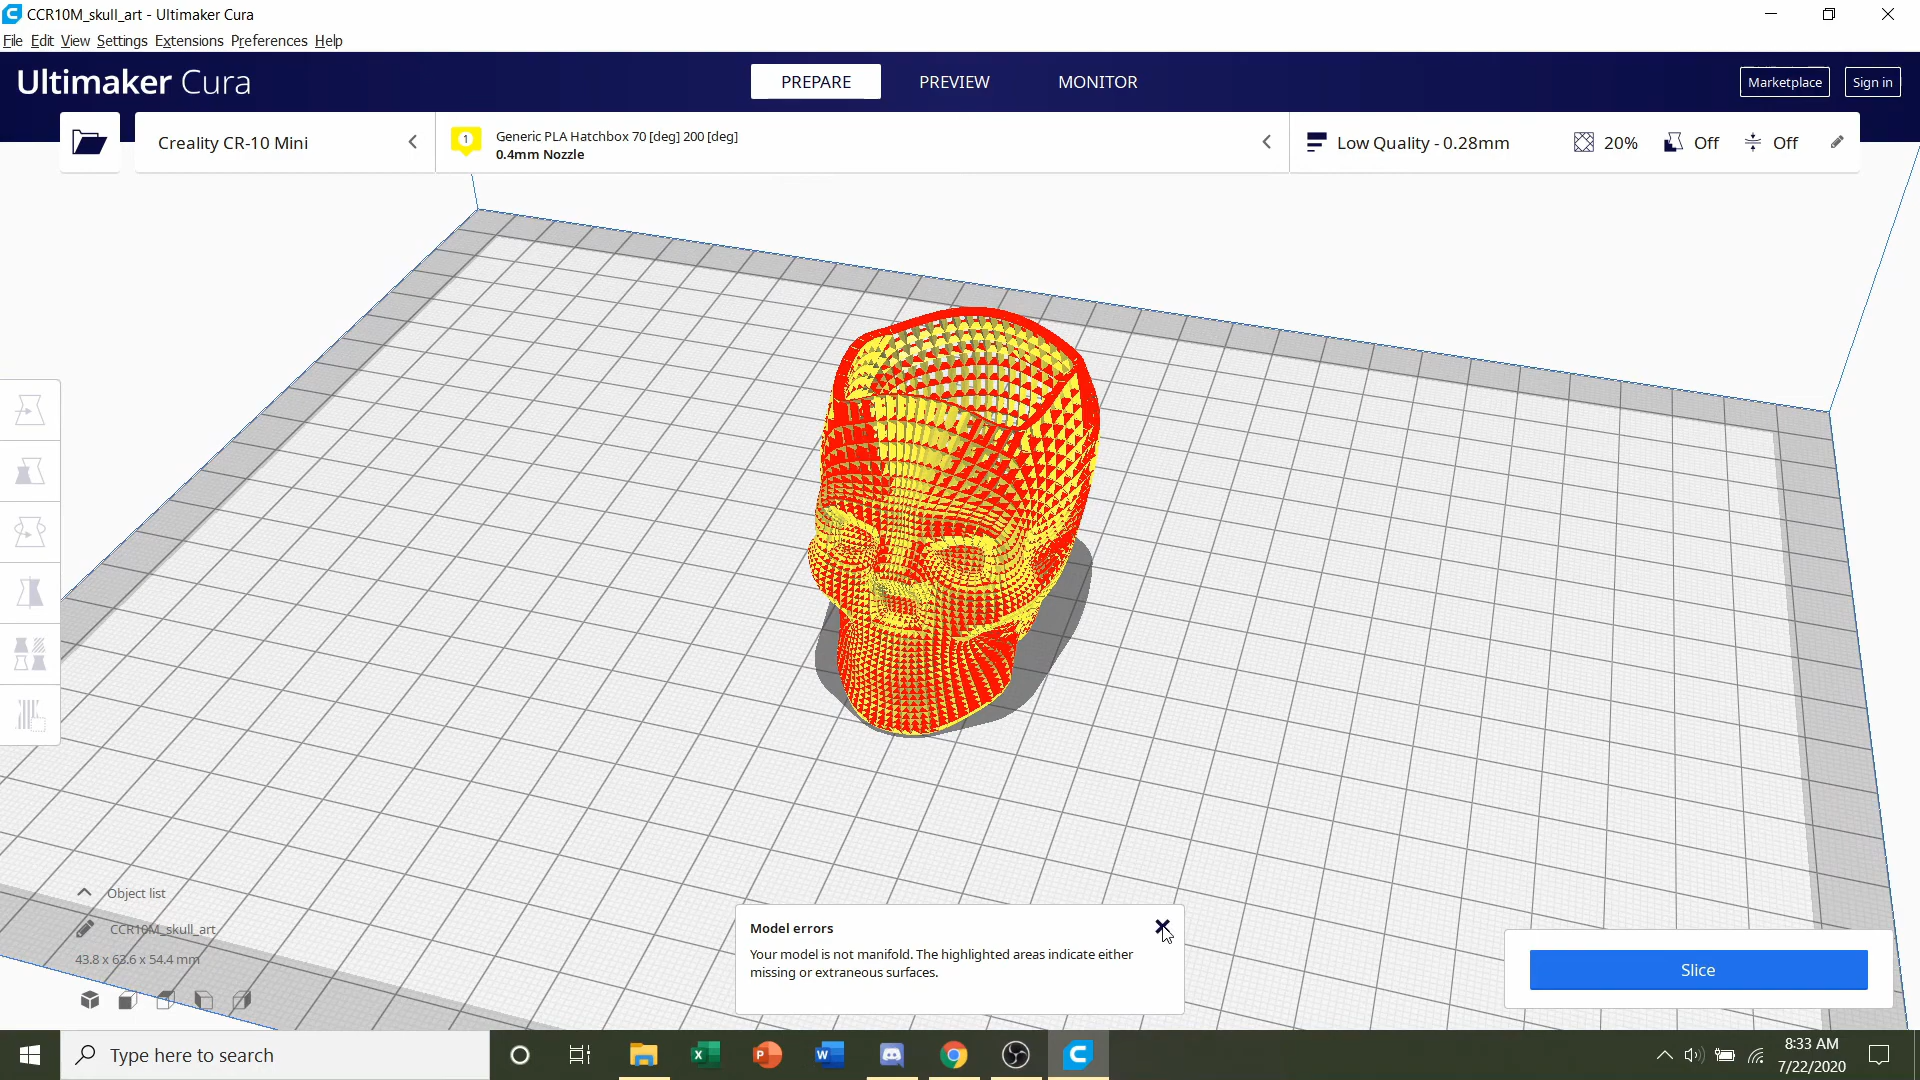 CCR10M_skull_art - Ultimaker Cura
File Edit View Settings Extensions Preferences Help
Ultimaker Cura
PREPARE
PREVIEW
MONITOR
Marketplace
Sign in
Creality CR-10 Mini
1
Generic PLA Hatchbox 70 [deg] 200 [deg]
0.4mm Nozzle
Low Quality - 0.28mm
20%
Off
Off
Object list
CCR10M_skull_art
43.8 x 63.6 x 54.4 mm
Model errors
Your model is not manifold. The highlighted areas indicate either
missing or extraneous surfaces.
Slice
Type here to search
8:33 AM
7/22/2020